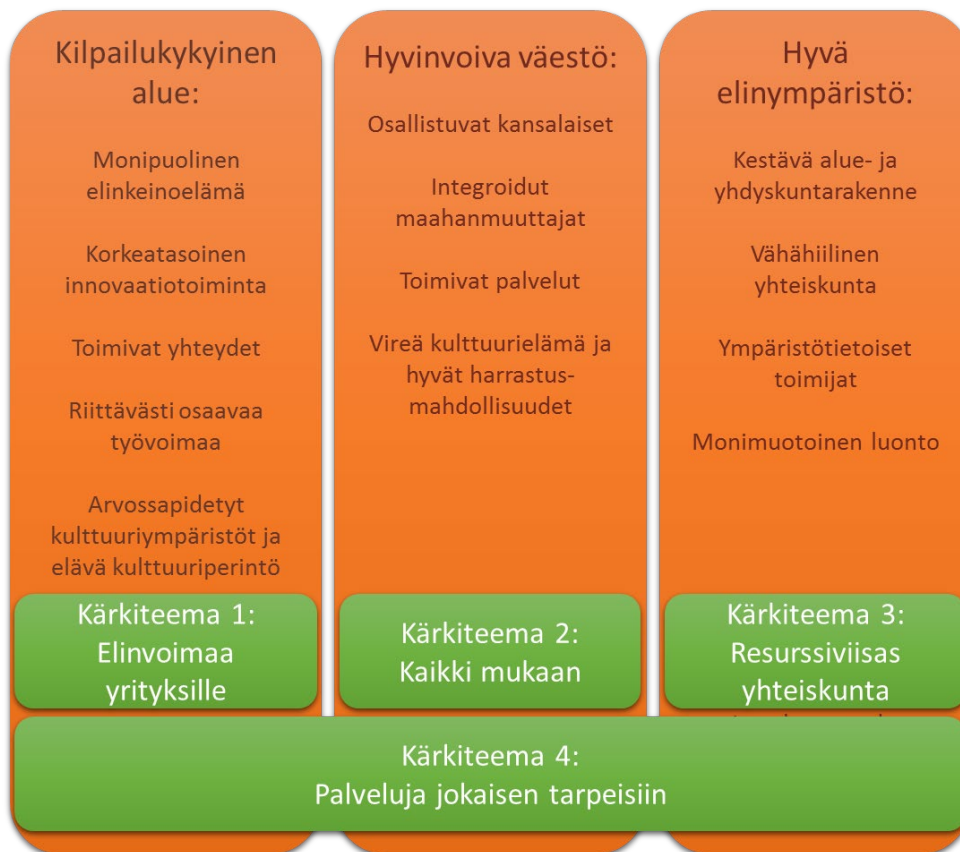 Kilpailukykyinen
alue:
Monipuolinen
elinkeinoelämä
Korkeatasoinen
innovaatiotoiminta
Toimivat yhteydet
Riittävästi osaavaa
työvoimaa
Arvossapidetyt
kulttuuriympäristöt ja
elävä kulttuuriperintö
Kärkiteema 1:
Elinvoimaa
yrityksille
Hyvinvoiva väestö:
Osallistuvat kansalaiset
Integroidut
maahanmuuttajat
Toimivat palvelut
Vireä kulttuurielämä ja
hyvät harrastus-
mahdollisuudet
Kärkiteema 2:
Kaikki mukaan
Hyvä
elinympäristö:
Kestävä alue- ja
yhdyskuntarakenne
Vähähiilinen
yhteiskunta
Ympäristötietoiset
toimijat
Monimuotoinen luonto
Kärkiteema 3:
Resurssiviisas
yhteiskunta
Kärkiteema 4:
Palveluja jokaisen tarpeisiin